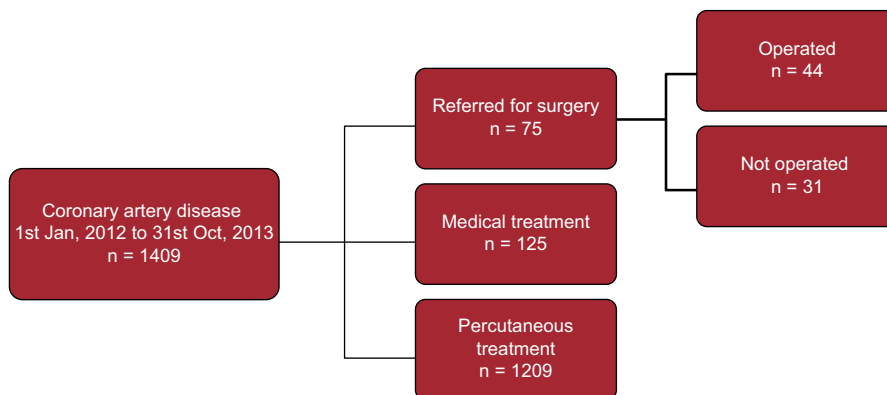 Coronary artery disease
1st Jan, 2012 to 31st Oct, 2013
n = 1409
Referred for surgery
n = 75
Operated
n = 44
Not operated
n = 31
Medical treatment
n = 125
Percutaneous
treatment
n = 1209